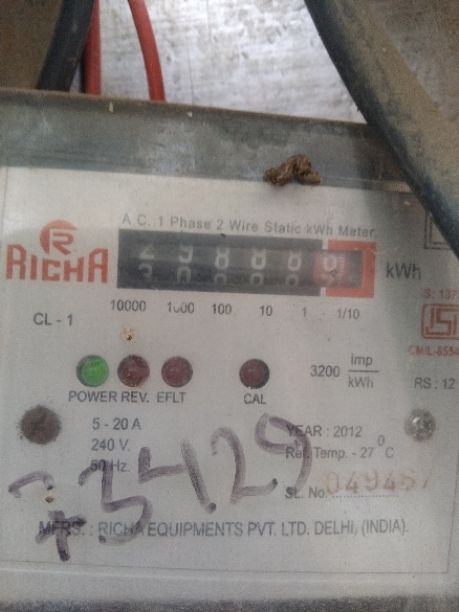 A.C. 1 Phase 2 Wire Static kWh Meter.
R
RICHA
kWh
10000 1000 100 10 1 1/10
CL - 1
3200 Imp/kWh
POWER REV. EFLT CAL
RS : 12
5 - 20 A
240 V.
50 Hz.
YEAR : 2012
Ref. Temp. - 27 0C
SL. No. 049467
3429
MFRS. : RICHA EQUIPMENTS PVT. LTD. DELHI, (INDIA).